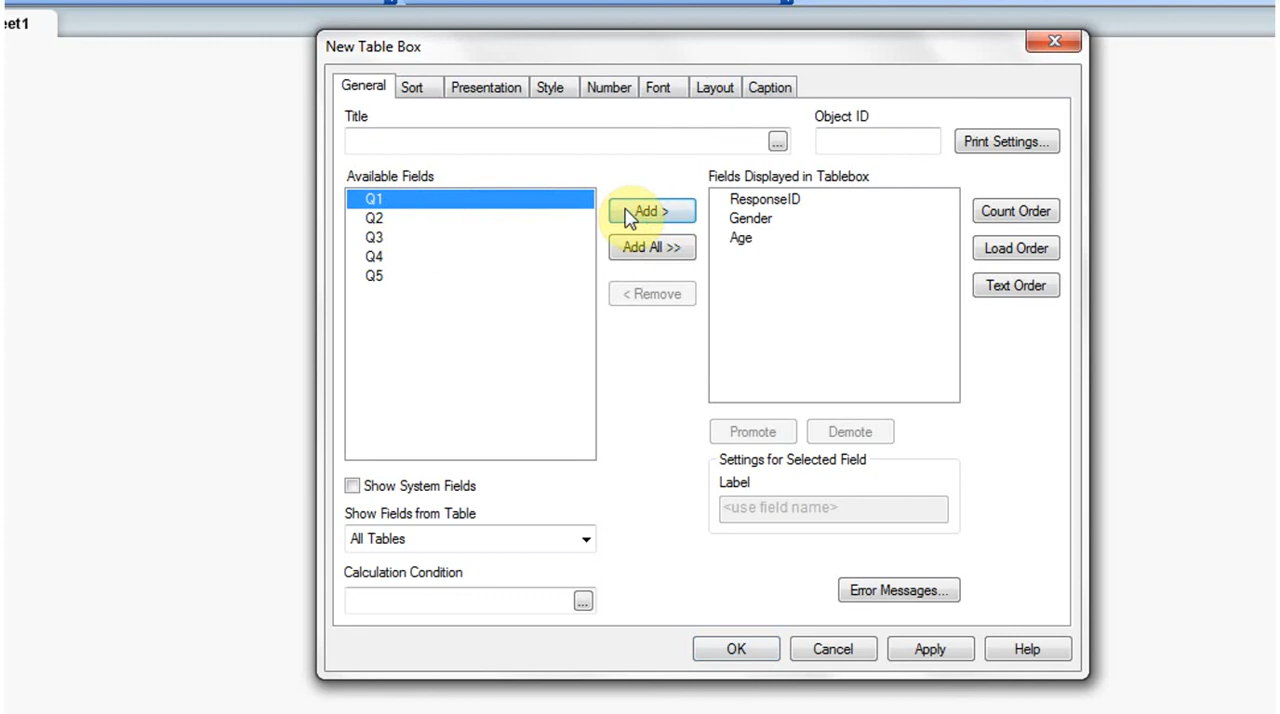 eet1
New Table Box
General Sort Presentation Style Number Font Layout Caption
Title
Object ID
...
Print Settings...
Available Fields
Fields Displayed in Tablebox
Q1
Q2
Q3
Q4
Q5
Add >
Add All >>
< Remove
ResponseID
Gender
Age
Count Order
Load Order
Text Order
Promote Demote
Settings for Selected Field
Label
<use field name>
Show System Fields
Show Fields from Table
All Tables
Calculation Condition
...
Error Messages...
OK Cancel Apply Help